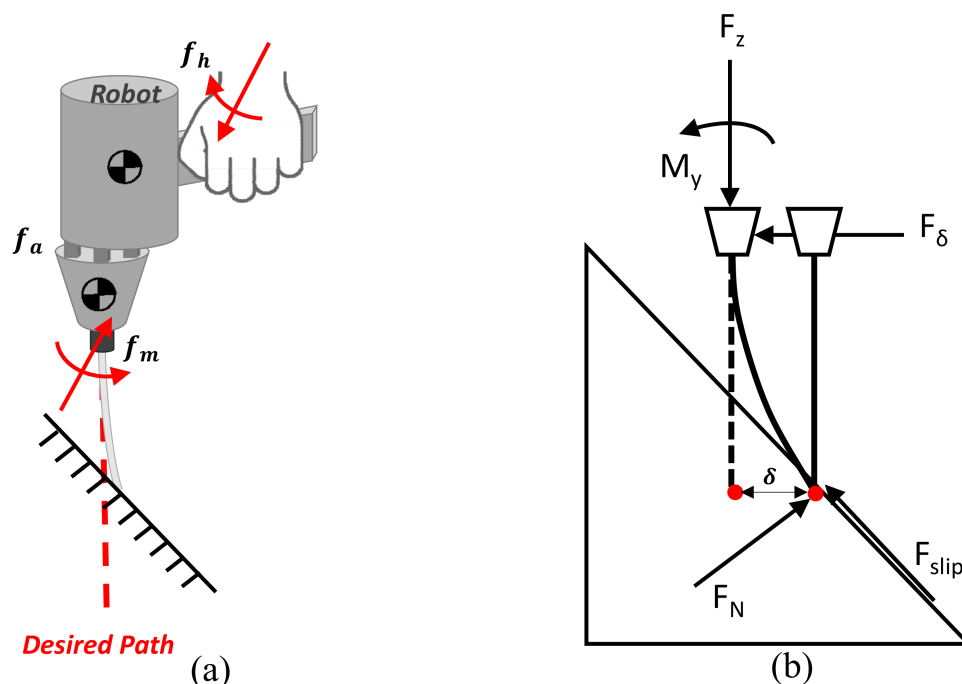 f_h
Robot
f_a
f_m
Desired Path
(a)
F_z
M_y
F_δ
δ
F_slip
F_N
(b)